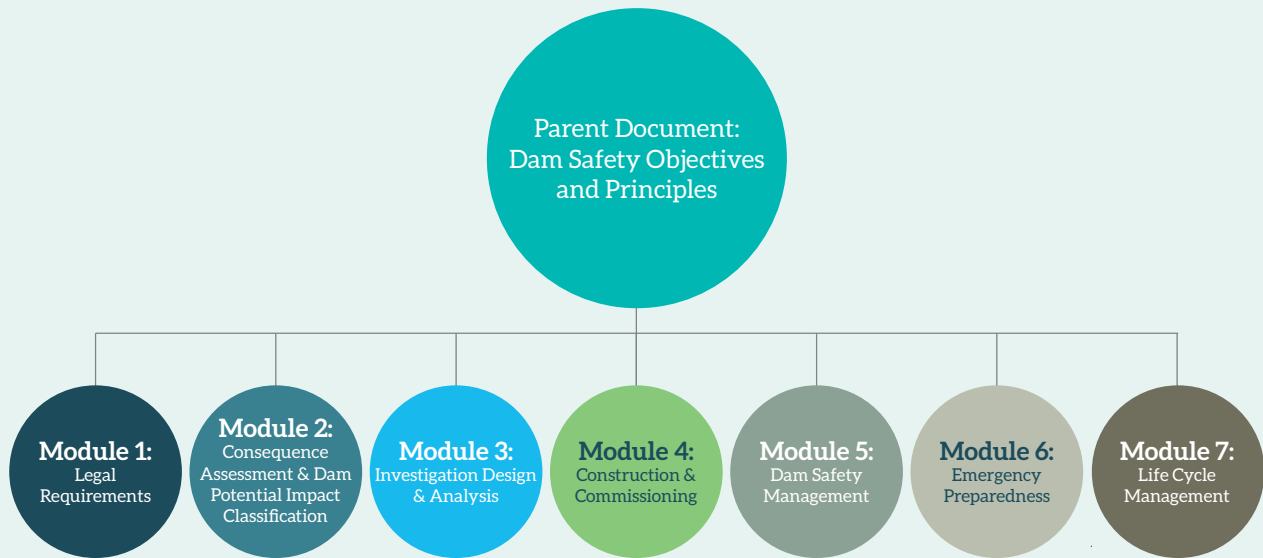 Parent Document:
Dam Safety Objectives
and Principles
Module 1:
Legal
Requirements
Module 2:
Consequence
Assessment & Dam
Potential Impact
Classification
Module 3:
Investigation Design
& Analysis
Module 4:
Construction &
Commissioning
Module 5:
Dam Safety
Management
Module 6:
Emergency
Preparedness
Module 7:
Life Cycle
Management